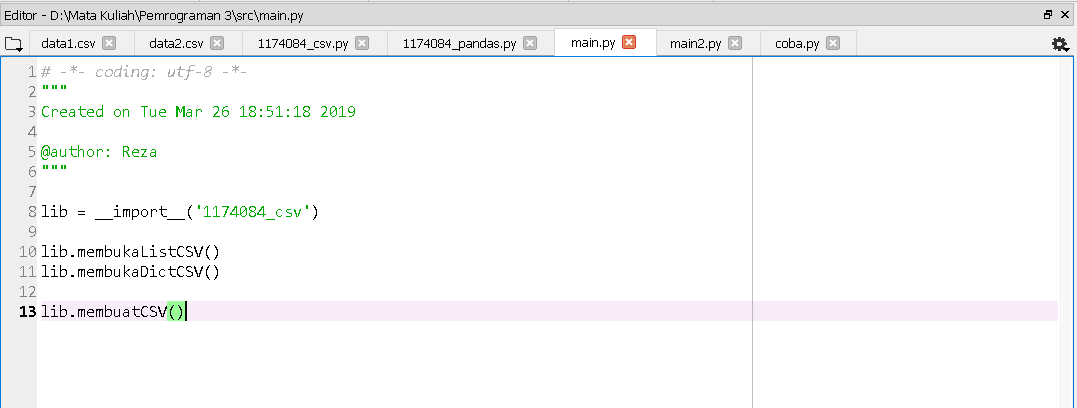 Editor - D:\Mata Kuliah\Pemrograman 3\src\main.py
data1.csv data2.csv 1174084_csv.py 1174084_pandas.py main.py main2.py coba.py
1 # -*- coding: utf-8 -*-
2 """
3 Created on Tue Mar 26 18:51:18 2019
4
5 @author: Reza
6 """
7
8 lib = __import__('1174084_csv')
9
10 lib.membukaListCSV()
11 lib.membukaDictCSV()
12
13 lib.membuatCSV()